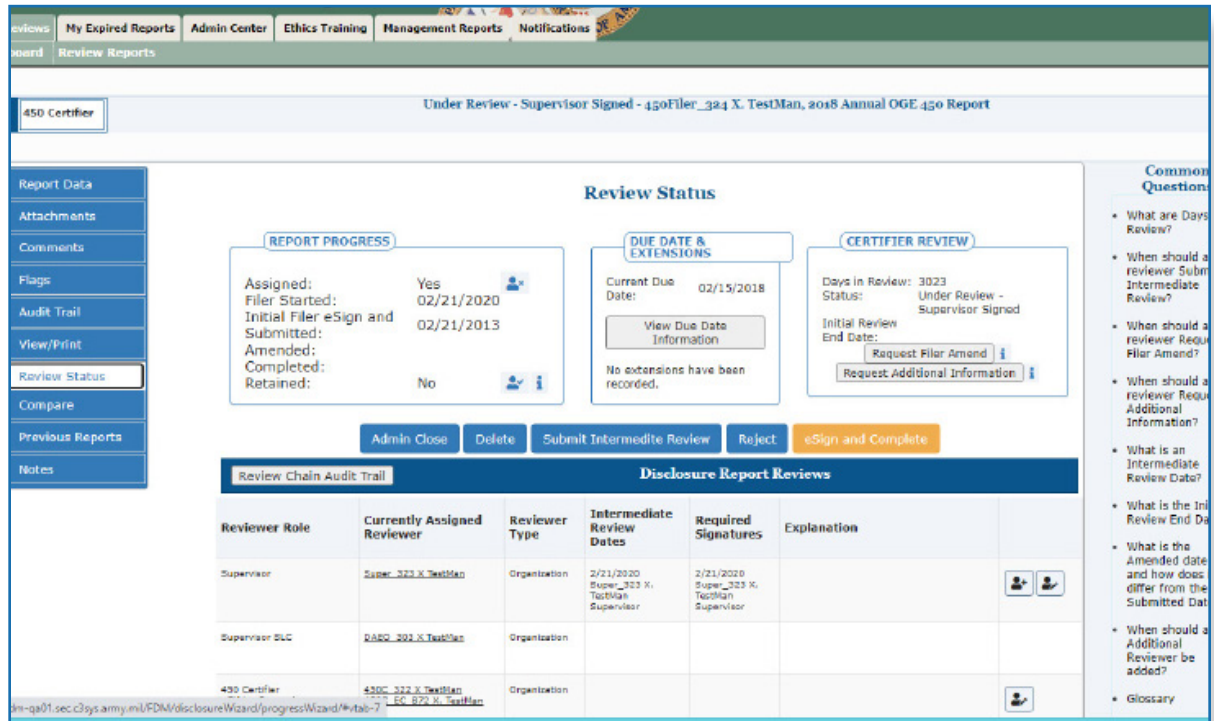 eviews My Expired Reports Admin Center Ethics Training Management Reports Notifications
board Review Reports
450 Certifier
Under Review - Supervisor Signed - 450Filer_324 X. TestMan, 2018 Annual OGE 450 Report
Report Data
Attachments
Comments
Flags
Audit Trail
View/Print
Review Status
Compare
Previous Reports
Notes
Review Status
REPORT PROGRESS
Assigned: Yes
Filer Started: 02/21/2020
Initial Filer eSign and
Submitted: 02/21/2013
Amended:
Completed:
Retained: No
DUE DATE &
EXTENSIONS
Current Due
Date: 02/15/2018
View Due Date
Information
No extensions have been
recorded.
CERTIFIER REVIEW
Days in Review: 3023
Status: Under Review -
Supervisor Signed
Initial Review
End Date:
Request Filer Amend
Request Additional Information
Admin Close Delete Submit Intermedite Review Reject eSign and Complete
Review Chain Audit Trail Disclosure Report Reviews
Reviewer Role
Currently Assigned
Reviewer
Reviewer
Type
Intermediate
Review
Dates
Required
Signatures
Explanation
Supervisor
Super_323 X TestMan
Organization
2/21/2020
Super_323 X.
TestMan
Supervisor
2/21/2020
Super_323 X.
TestMan
Supervisor
Supervisor SLC
DAEO_303 X TestMan
Organization
450 Certifier
450C_322 X TestMan
EC_872 X. TestMan
Organization
dm-qa01.sec.c3sys.army.mil/FDM/disclosureWizard/progressWizard/#vtab-7
Common
Questions
• What are Days
Review?
• When should a
reviewer Subm
Intermediate
Review?
• When should a
reviewer Reque
Filer Amend?
• When should a
reviewer Reque
Additional
Information?
• What is an
Intermediate
Review Date?
• What is the Ini
Review End Da
• What is the
Amended date
and how does
differ from the
Submitted Dat
• When should a
Additional
Reviewer be
added?
• Glossary